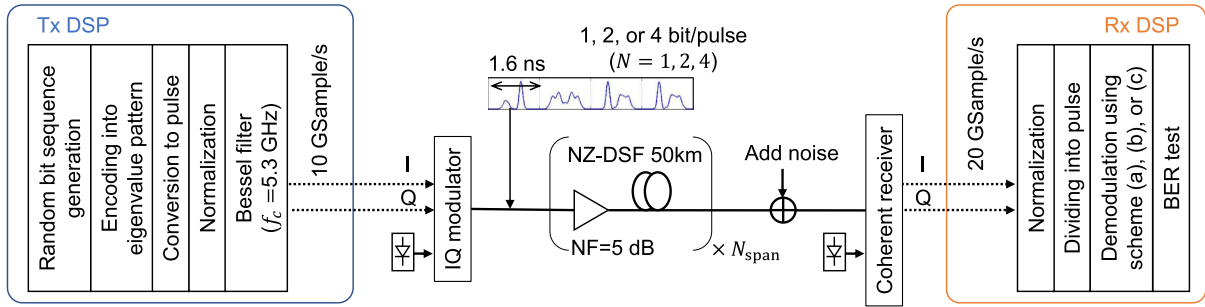 Tx DSP
Random bit sequence
generation
Encoding into
eigenvalue pattern
Conversion to pulse
Normalization
Bessel filter
(f_c =5.3 GHz)
10 GSample/s
I
Q
IQ modulator
1, 2, or 4 bit/pulse
(N = 1, 2, 4)
1.6 ns
NZ-DSF 50km
NF=5 dB
× N_span
Add noise
Coherent receiver
20 GSample/s
I
Q
Rx DSP
Normalization
Dividing into pulse
Demodulation using
scheme (a), (b), or (c)
BER test